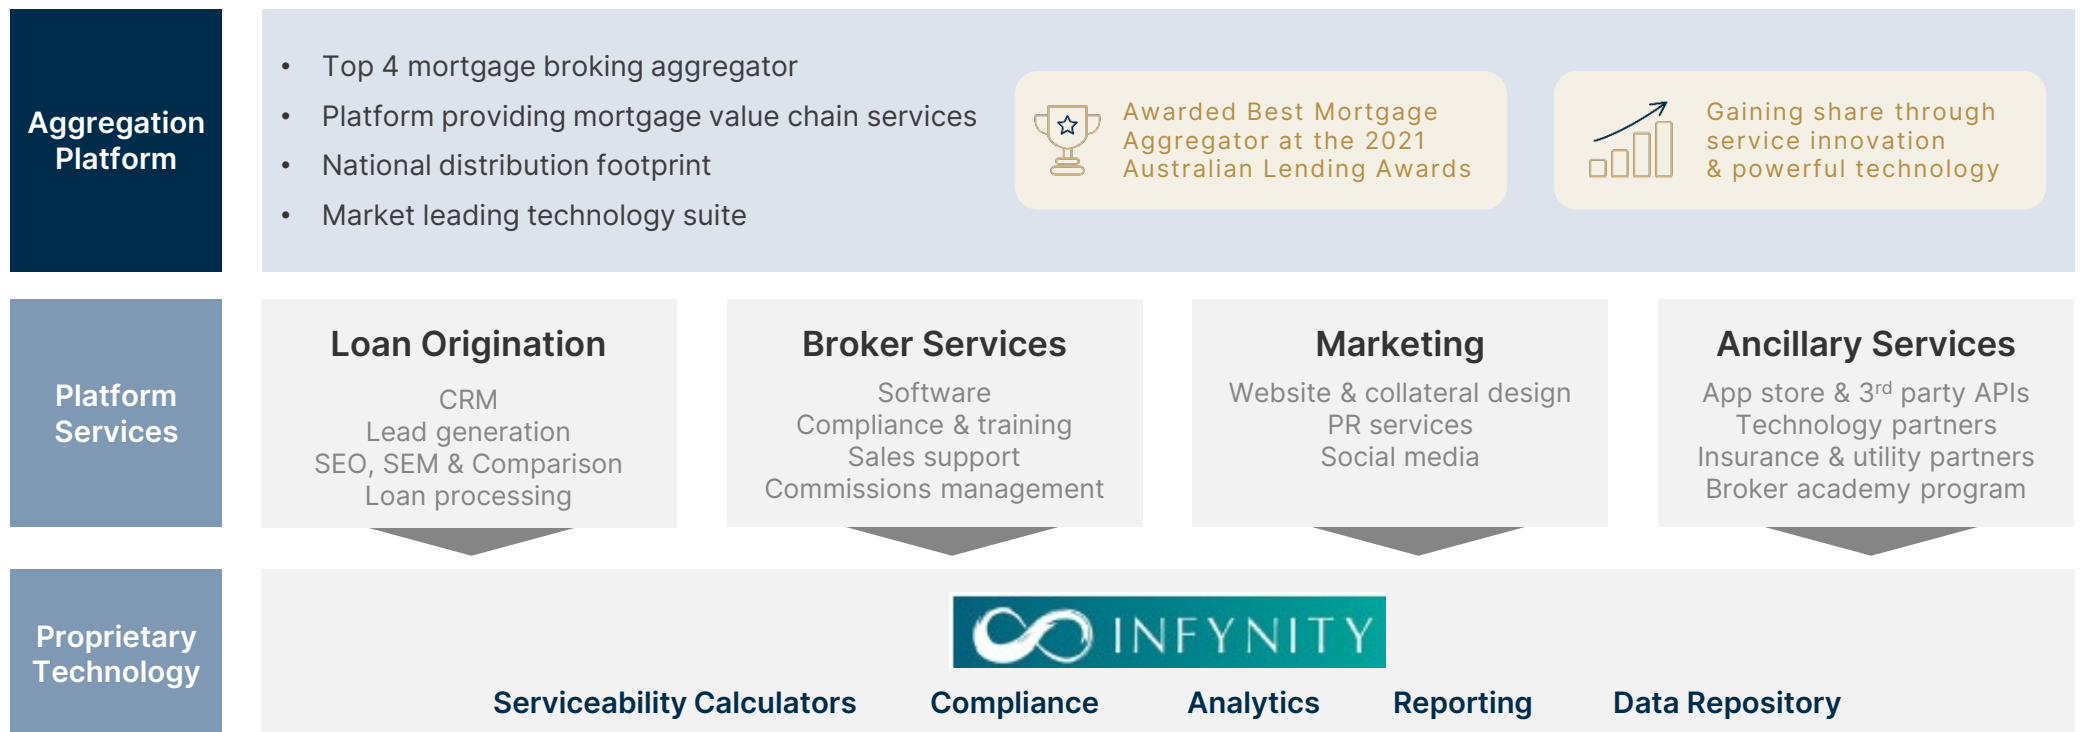 Aggregation
Platform
• Top 4 mortgage broking aggregator
• Platform providing mortgage value chain services
• National distribution footprint
• Market leading technology suite
Awarded Best Mortgage
Aggregator at the 2021
Australian Lending Awards
Gaining share through
service innovation
& powerful technology
Platform
Services
Loan Origination
CRM
Lead generation
SEO, SEM & Comparison
Loan processing
Broker Services
Software
Compliance & training
Sales support
Commissions management
Marketing
Website & collateral design
PR services
Social media
Ancillary Services
App store & 3rd party APIs
Technology partners
Insurance & utility partners
Broker academy program
Proprietary
Technology
INFYNITY
Serviceability Calculators Compliance Analytics Reporting Data Repository